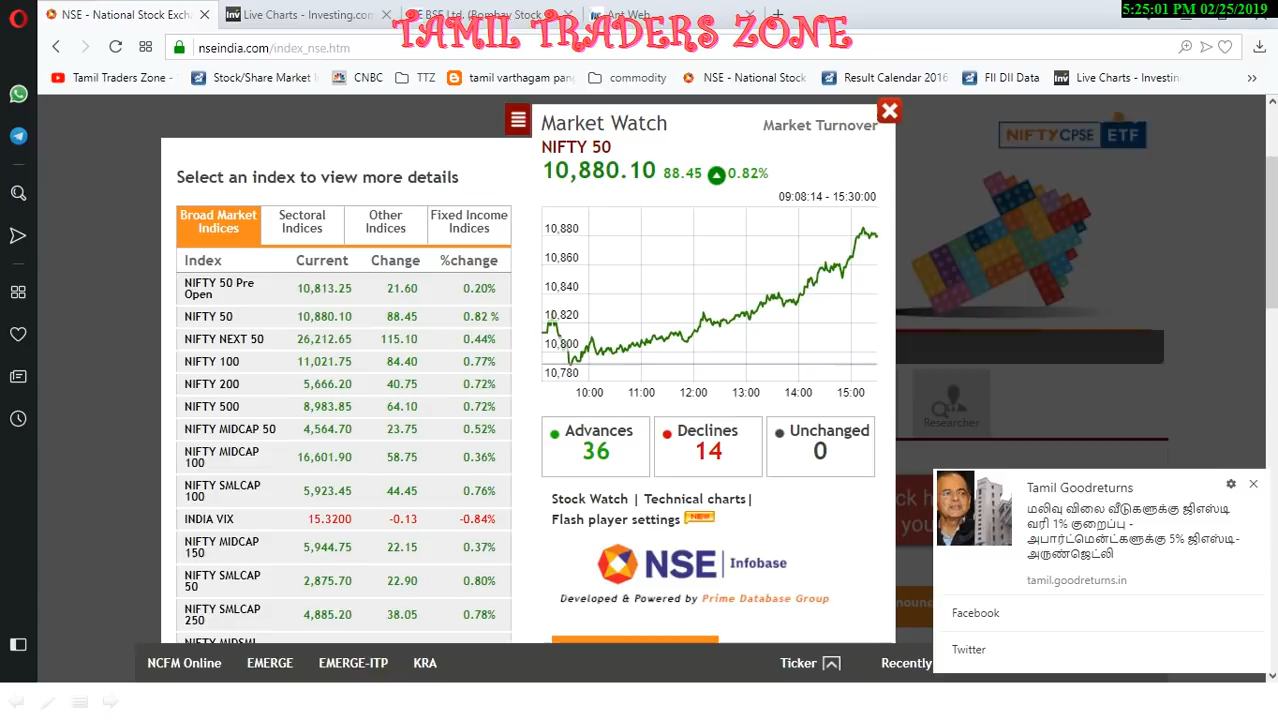 5:25:01 PM 02/25/2019
NSE - National Stock Exch
Live Charts - Investing.com
BSE Ltd. (Bombay Stock
Ant Web
TAMIL TRADERS ZONE
nseindia.com/index_nse.htm
Tamil Traders Zone -
Stock/Share Market
CNBC
TTZ
tamil varthagam pan
commodity
NSE - National Stock
Result Calendar 2016
FII DII Data
Live Charts - Investin
Market Watch
Market Turnover
NIFTY 50
10,880.10 88.45 0.82%
09:08:14 - 15:30:00
10,880
10,860
10,840
10,820
10,800
10,780
10:00 11:00 12:00 13:00 14:00 15:00
Advances
36
Declines
14
Unchanged
0
Stock Watch | Technical charts|
Flash player settings NEW
NSE Infobase
Developed & Powered by Prime Database Group
Select an index to view more details
Broad Market Indices
Sectoral Indices
Other Indices
Fixed Income Indices
Index Current Change %change
NIFTY 50 Pre Open 10,813.25 21.60 0.20%
NIFTY 50 10,880.10 88.45 0.82 %
NIFTY NEXT 50 26,212.65 115.10 0.44%
NIFTY 100 11,021.75 84.40 0.77%
NIFTY 200 5,666.20 40.75 0.72%
NIFTY 500 8,983.85 64.10 0.72%
NIFTY MIDCAP 50 4,564.70 23.75 0.52%
NIFTY MIDCAP 100 16,601.90 58.75 0.36%
NIFTY SMLCAP 100 5,923.45 44.45 0.76%
INDIA VIX 15.3200 -0.13 -0.84%
NIFTY MIDCAP 150 5,944.75 22.15 0.37%
NIFTY SMLCAP 50 2,875.70 22.90 0.80%
NIFTY SMLCAP 250 4,885.20 38.05 0.78%
NIFTYCPSE ETF
Researcher
Tamil Goodreturns
மலிவு விலை வீடுகளுக்கு ஜிஎஸ்டி
வரி 1% குறைப்பு -
அபார்ட்மென்ட்களுக்கு 5% ஜிஎஸ்டி-
அருண்ஜெட்லி
tamil.goodreturns.in
Facebook
Twitter
NCFM Online
EMERGE
EMERGE-ITP
KRA
Ticker
Recently